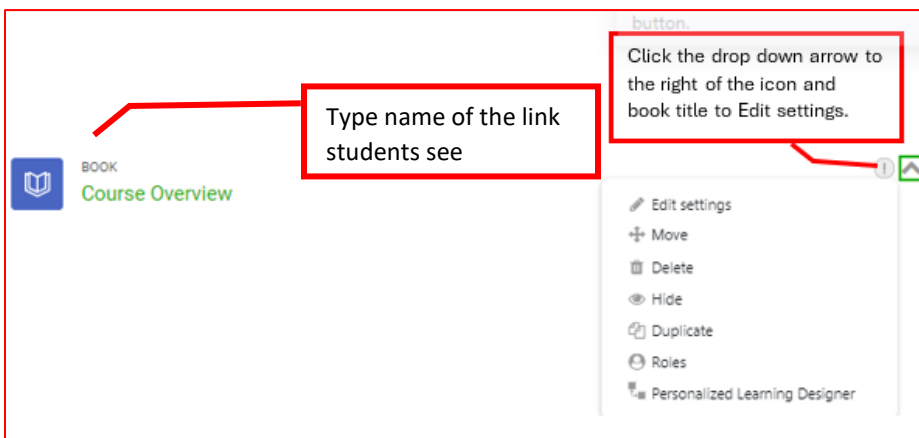 button.
Click the drop down arrow to
the right of the icon and
book title to Edit settings.
Type name of the link
students see
BOOK
Course Overview
Edit settings
Move
Delete
Hide
Duplicate
Roles
Personalized Learning Designer